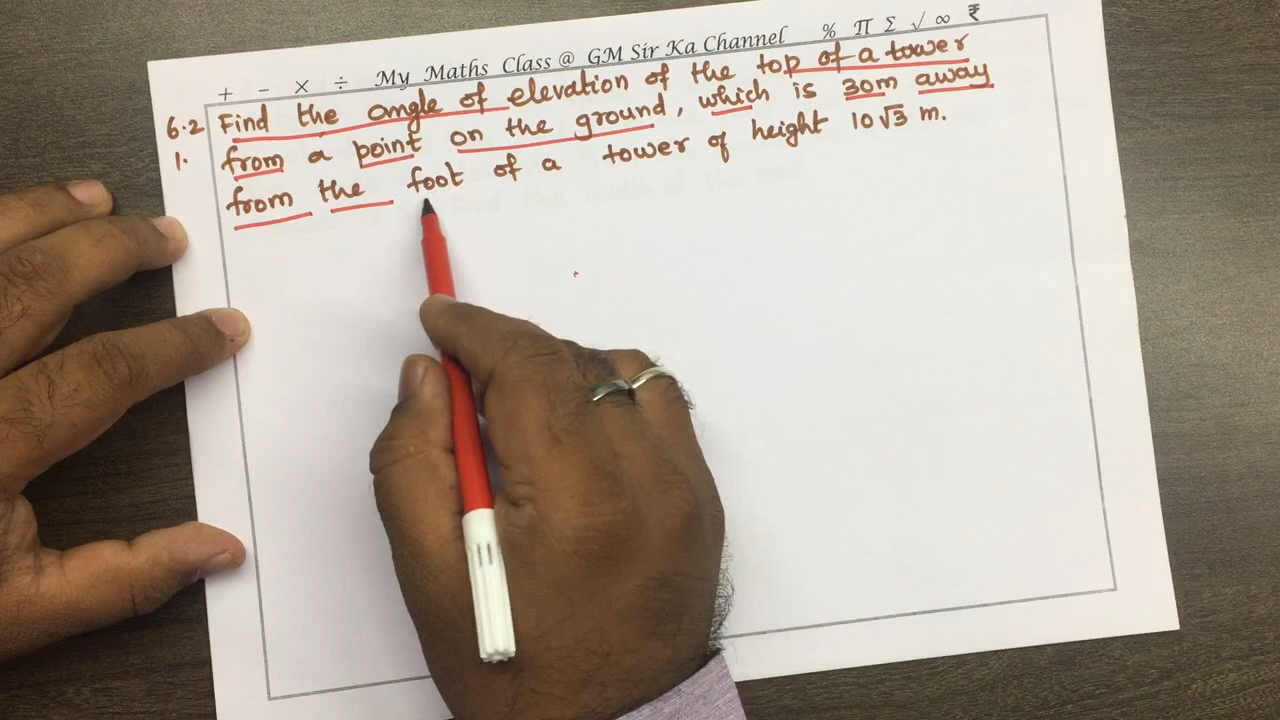 + − × ÷ My Maths Class @ GM Sir Ka Channel % Π Σ √ ∞ ₹
6.2 Find the angle of elevation of the top of a tower
1. from a point on the ground, which is 30m away
from the foot of a tower of height 10√3 m.